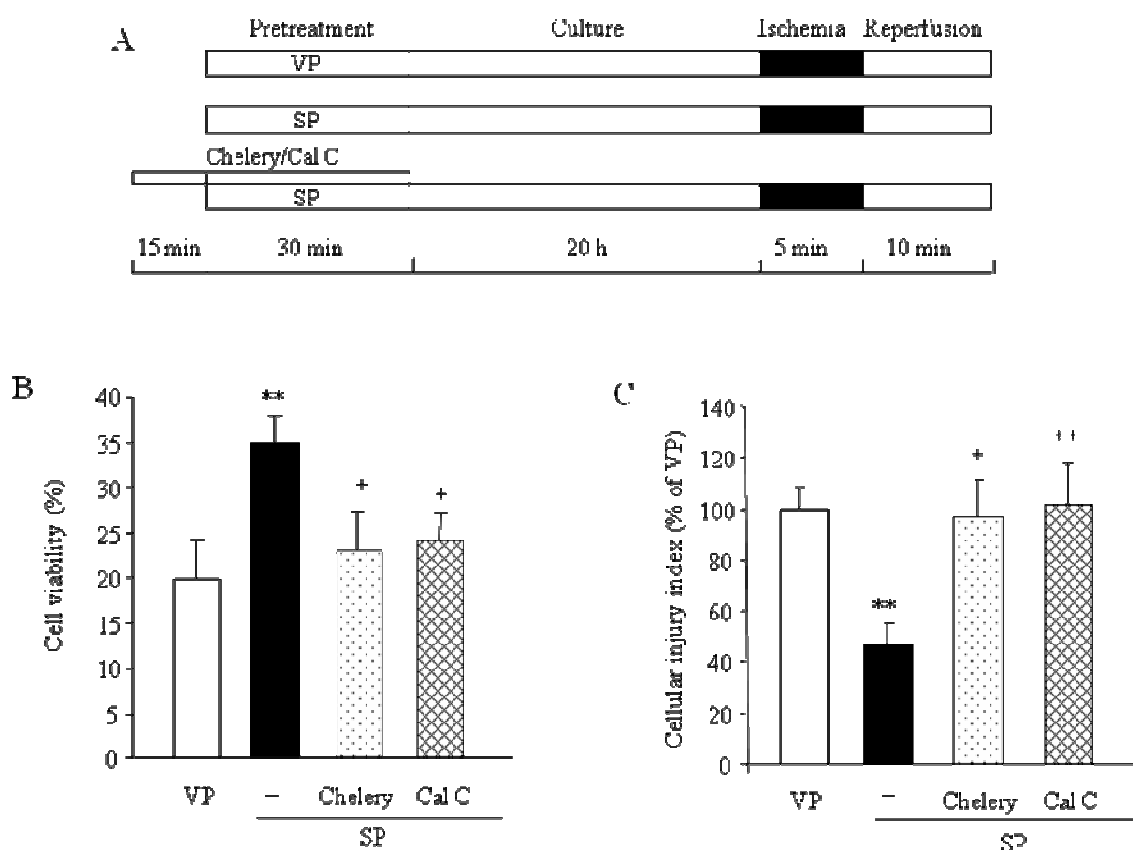 A
Pretreatment Culture Ischemia Reperfusion
VP
SP
Chelery/Cal C
SP
15 min 30 min 20 h 5 min 10 min
B
Cell viability (%)
40
35
30
25
20
15
10
5
0
**
+
+
VP – Chelery Cal C
SP
C
Cellular injury index (% of VP)
140
120
100
80
60
40
20
0
**
+
++
VP – Chelery Cal C
SP